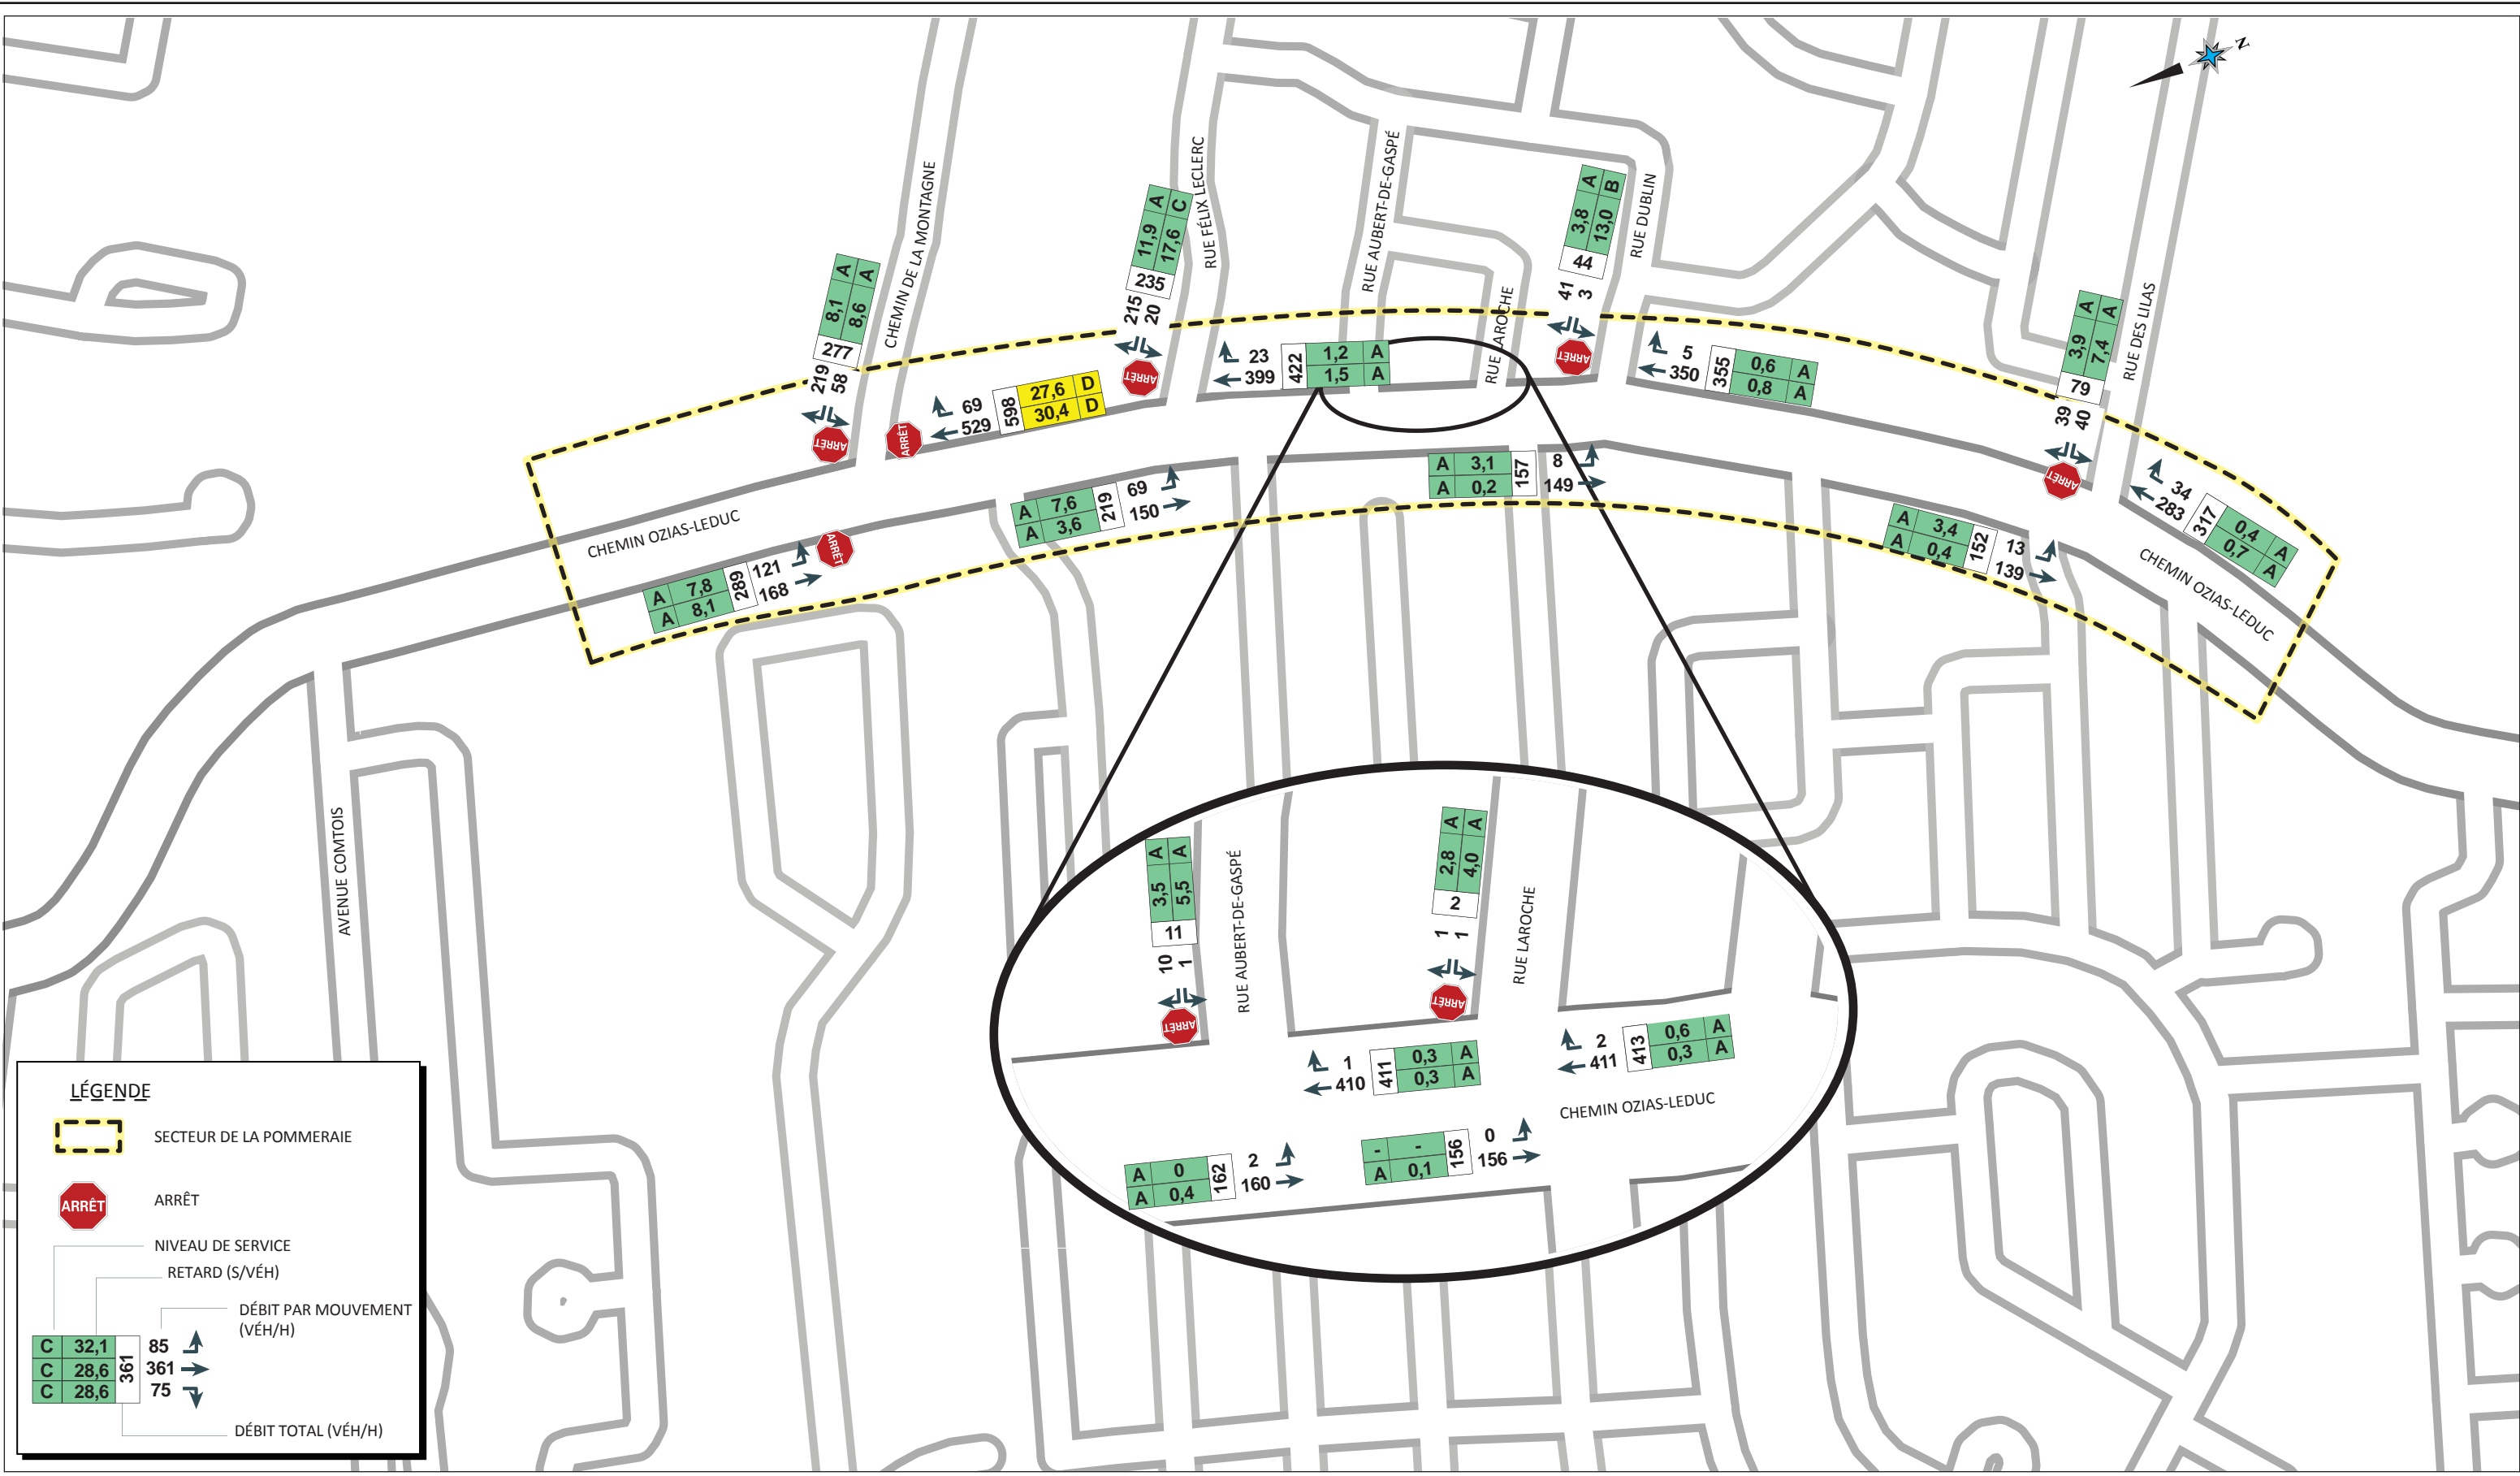 N
CHEMIN DE LA MONTAGNE
8,1 A
8,6 A
277
219
58
ARRÊT
ARRÊT
69
529
598
27,6 D
30,4 D
RUE FÉLIX LECLERC
11,9 A
17,6 C
235
215
20
ARRÊT
23
399
422
1,2 A
1,5 A
RUE AUBERT-DE-GASPÉ
RUE LAROCHE
RUE DUBLIN
3,8 A
13,0 B
44
41
3
ARRÊT
5
350
355
0,6 A
0,8 A
RUE DES LILAS
3,9 A
7,4 A
79
39
40
ARRÊT
34
283
317
0,4 A
0,7 A
CHEMIN OZIAS-LEDUC
CHEMIN OZIAS-LEDUC
A 7,8
A 8,1
289
121
168
ARRÊT
A 7,6
A 3,6
219
69
150
A 3,1
A 0,2
157
8
149
A 3,4
A 0,4
152
13
139
AVENUE COMTOIS
3,5 A
5,5 A
11
10
1
ARRÊT
RUE AUBERT-DE-GASPÉ
2,8 A
4,0 A
2
1
1
ARRÊT
RUE LAROCHE
1
410
411
0,3 A
0,3 A
2
411
413
0,6 A
0,3 A
CHEMIN OZIAS-LEDUC
A 0
A 0,4
162
2
160
- -
A 0,1
156
0
156
LÉGENDE
SECTEUR DE LA POMMERAIE
ARRÊT
ARRÊT
NIVEAU DE SERVICE
RETARD (S/VÉH)
DÉBIT PAR MOUVEMENT
(VÉH/H)
C 32,1 85
C 28,6 361 361
C 28,6 75
DÉBIT TOTAL (VÉH/H)